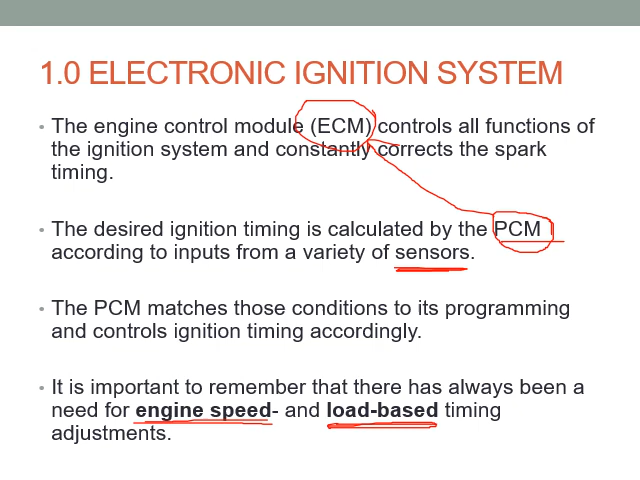 1.0 ELECTRONIC IGNITION SYSTEM
• The engine control module (ECM) controls all functions of
the ignition system and constantly corrects the spark
timing.
• The desired ignition timing is calculated by the PCM
according to inputs from a variety of sensors.
• The PCM matches those conditions to its programming
and controls ignition timing accordingly.
• It is important to remember that there has always been a
need for engine speed- and load-based timing
adjustments.